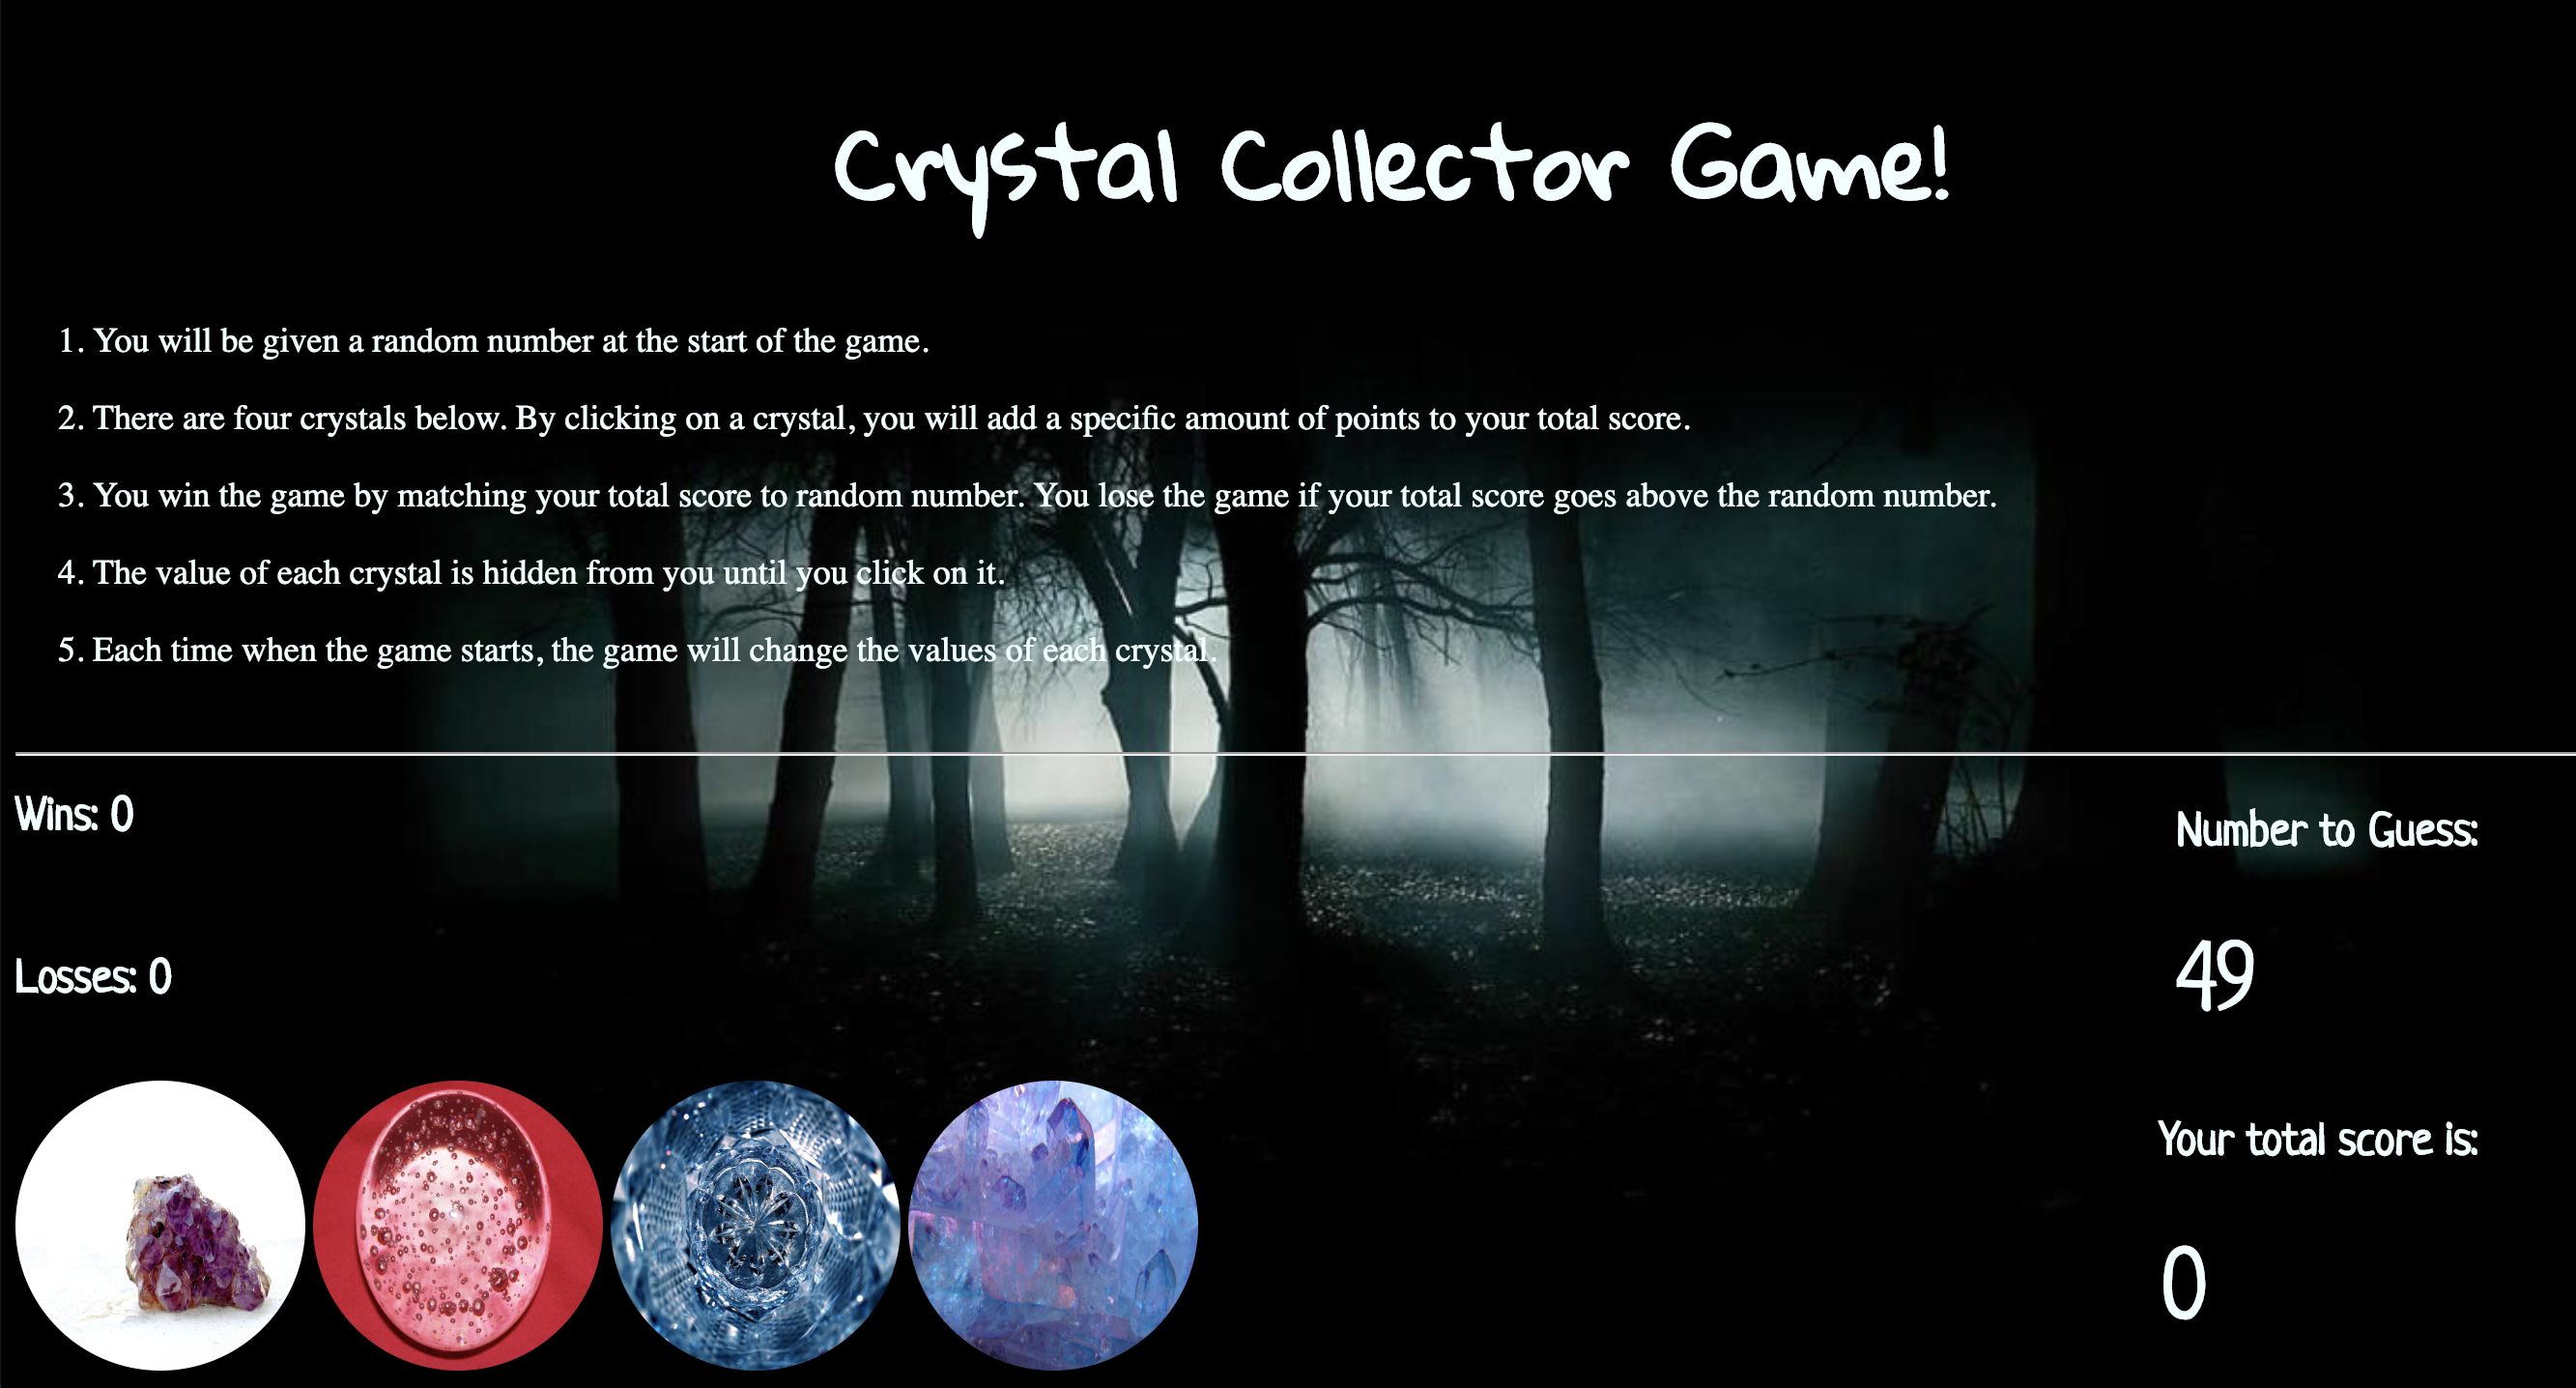 Crystal Collector Game!
1. You will be given a random number at the start of the game.
2. There are four crystals below. By clicking on a crystal, you will add a specific amount of points to your total score.
3. You win the game by matching your total score to random number. You lose the game if your total score goes above the random number.
4. The value of each crystal is hidden from you until you click on it.
5. Each time when the game starts, the game will change the values of each crystal.
Wins: 0
Losses: 0
Number to Guess:
49
Your total score is:
0